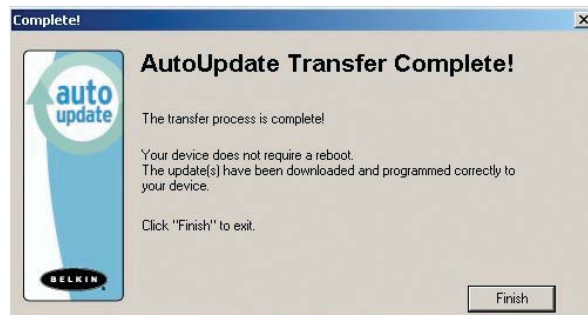 Complete!
AutoUpdate Transfer Complete!
auto
update
The transfer process is complete!
Your device does not require a reboot.
The update(s) have been downloaded and programmed correctly to
your device.
Click "Finish" to exit.
BELKIN
Finish